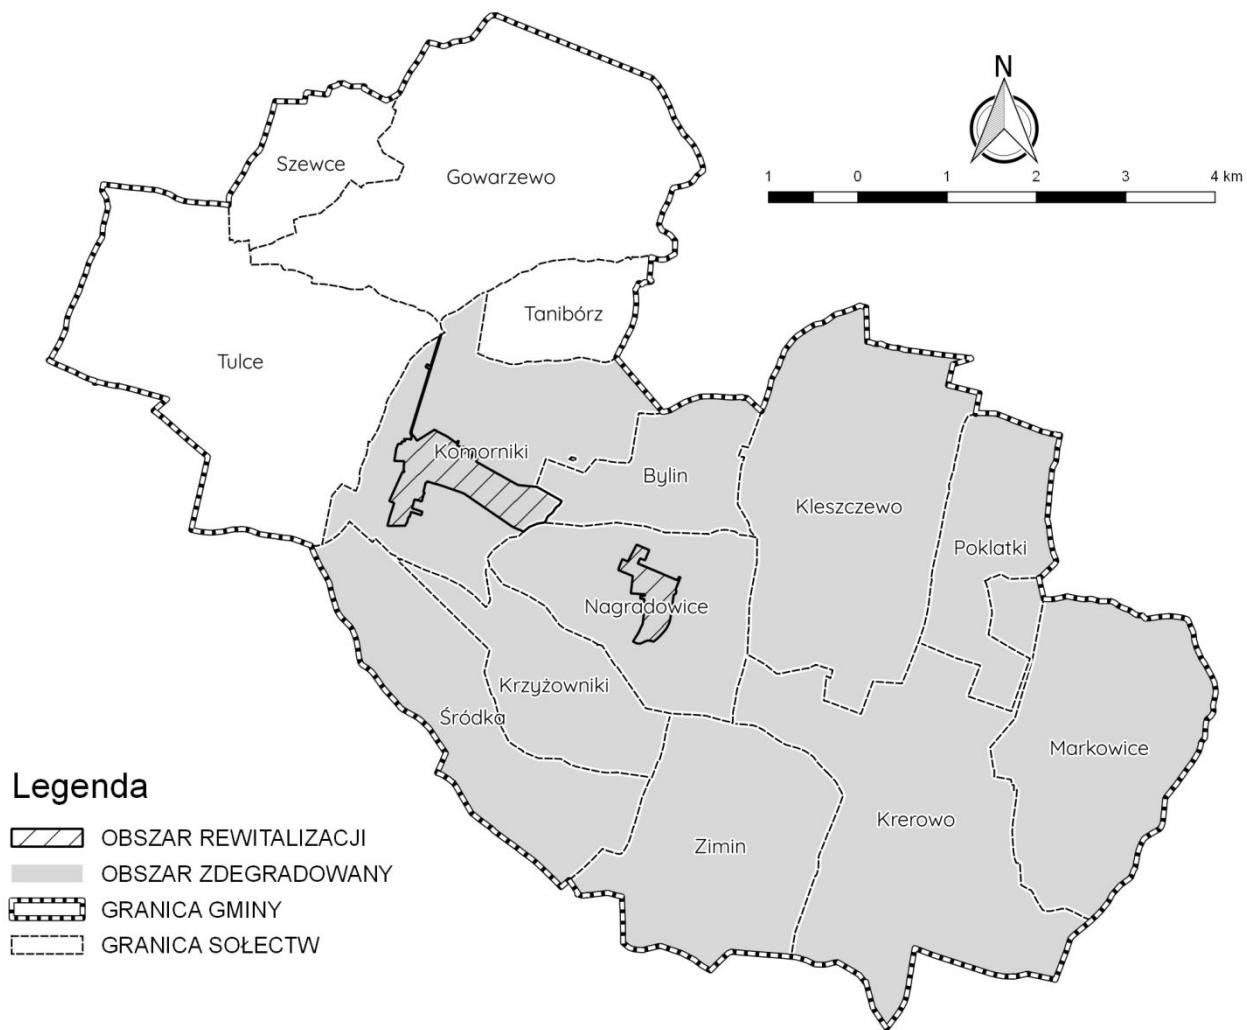 N
1 0 1 2 3 4 km
Szewce
Gowarzewo
Tanibórz
Tulce
Komorniki
Bylin
Kleszczewo
Poklatki
Nagradowice
Krzyżowniki
Śródka
Markowice
Krerowo
Zimin
Legenda
OBSZAR REWITALIZACJI
OBSZAR ZDEGRADOWANY
GRANICA GMINY
GRANICA SOŁECTW